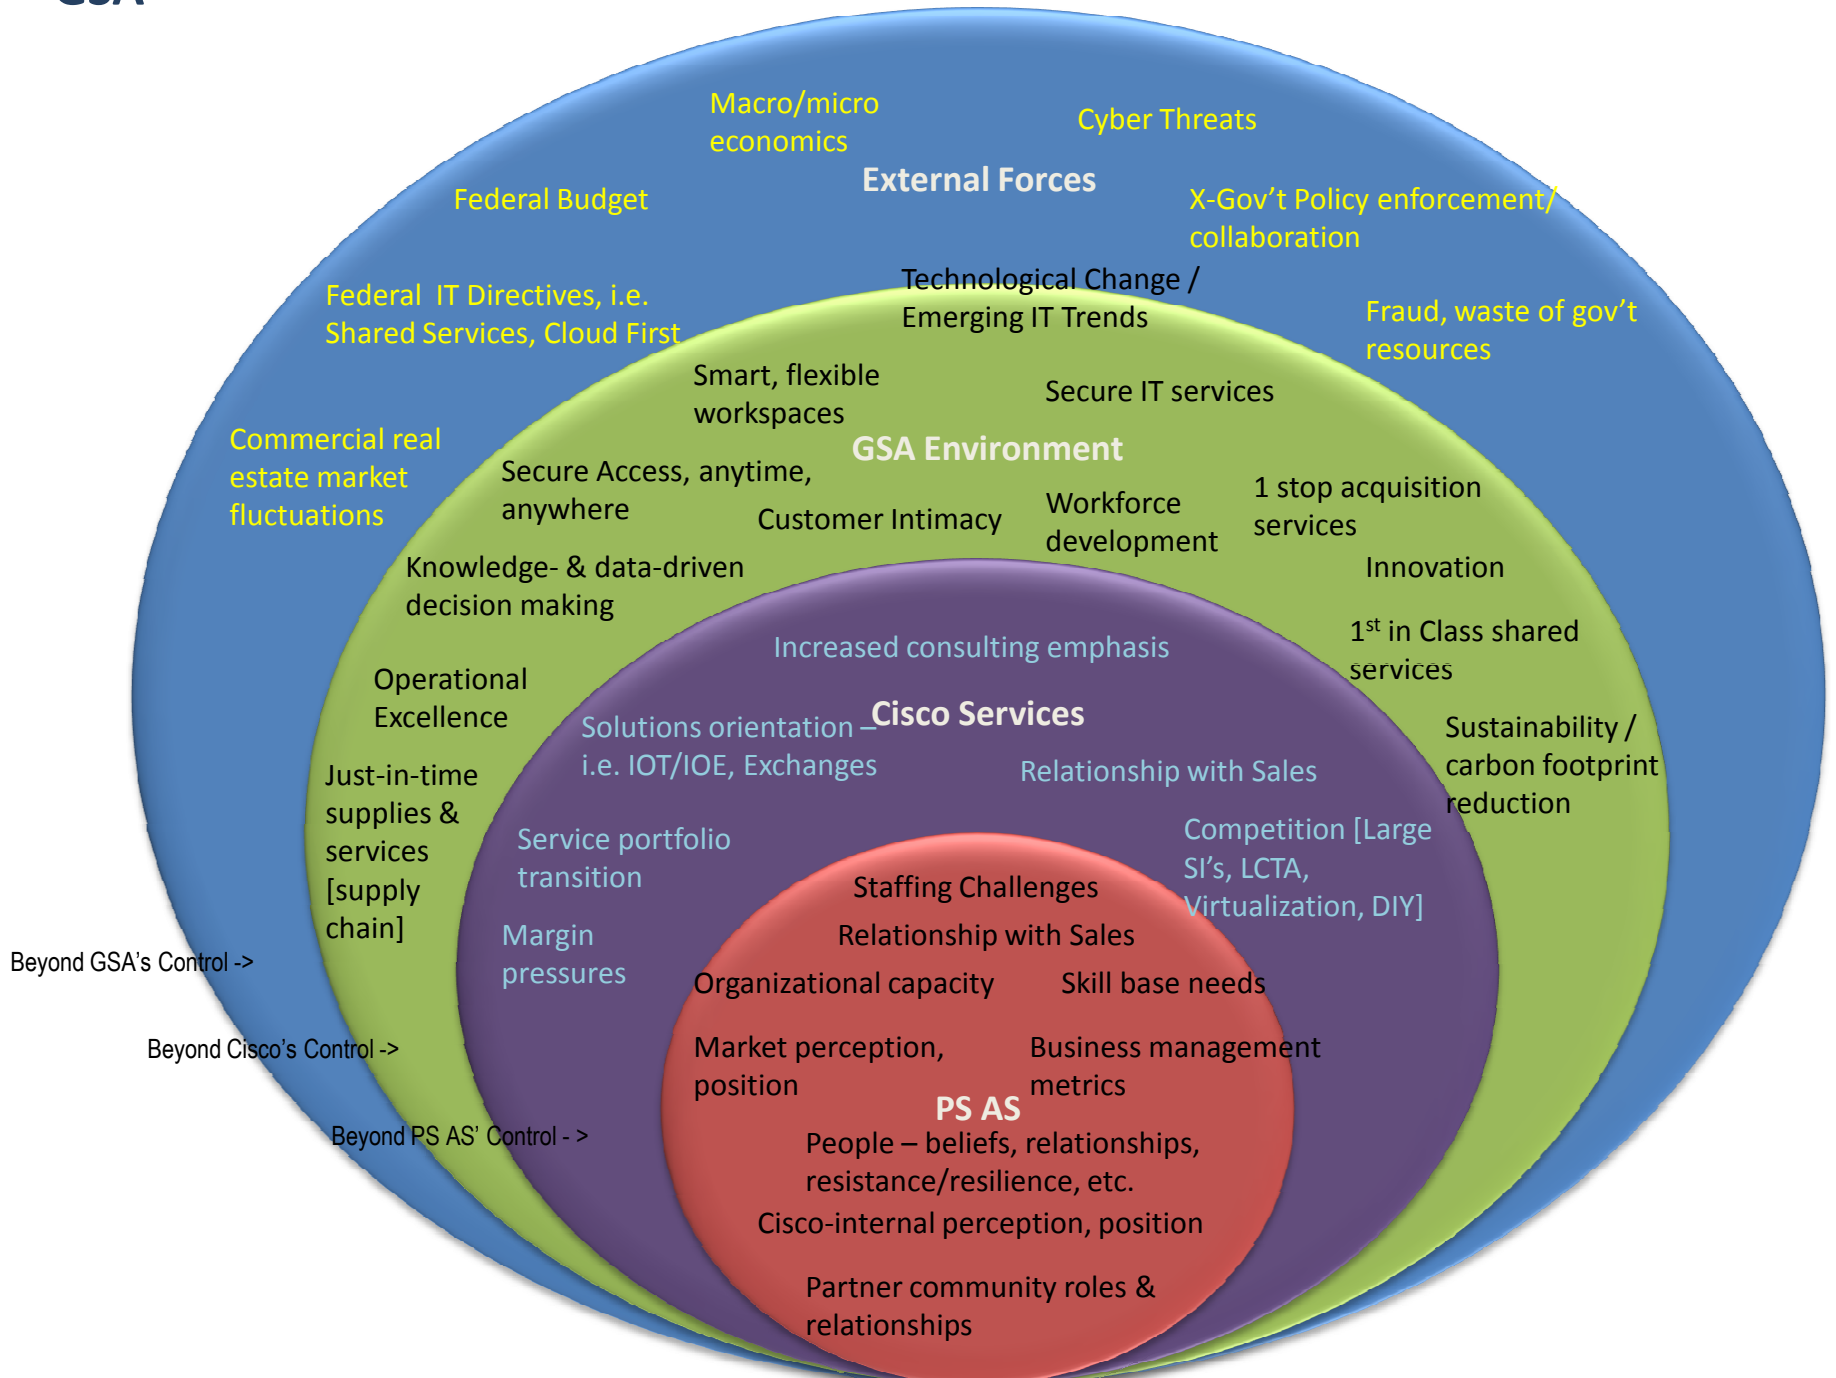 GSA
Macro/micro
economics
Cyber Threats
External Forces
Federal Budget
X-Gov't Policy enforcement/
collaboration
Technological Change /
Emerging IT Trends
Federal  IT Directives, i.e.
Shared Services, Cloud First
Fraud, waste of gov't
resources
Smart, flexible
workspaces
Secure IT services
GSA Environment
Commercial real
estate market
fluctuations
Secure Access, anytime,
anywhere
Customer Intimacy
Workforce
development
1 stop acquisition
services
Knowledge- & data-driven
decision making
Innovation
1st in Class shared
services
Increased consulting emphasis
Operational
Excellence
Cisco Services
Solutions orientation –
i.e. IOT/IOE, Exchanges
Relationship with Sales
Sustainability /
carbon footprint
reduction
Just-in-time
supplies &
services
[supply
chain]
Service portfolio
transition
Competition [Large
SI's, LCTA,
Virtualization, DIY]
Margin
pressures
Staffing Challenges
Relationship with Sales
Organizational capacity
Skill base needs
Beyond GSA's Control ->
Beyond Cisco's Control ->
Beyond PS AS' Control - >
Market perception,
position
Business management
metrics
PS AS
People – beliefs, relationships,
resistance/resilience, etc.
Cisco-internal perception, position
Partner community roles &
relationships